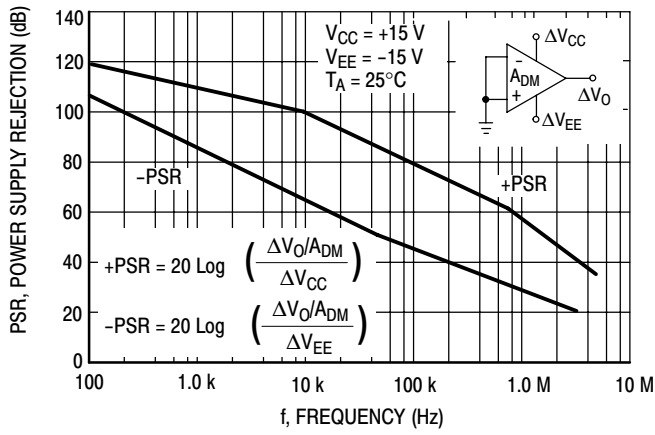 PSR, POWER SUPPLY REJECTION (dB)
140
120
100
80
60
40
20
0
V_CC = +15 V
V_EE = −15 V
T_A = 25°C
ΔV_CC
−
A_DM
+
ΔV_O
ΔV_EE
−PSR
+PSR
+PSR = 20 Log (ΔV_O/A_DM / ΔV_CC)
−PSR = 20 Log (ΔV_O/A_DM / ΔV_EE)
100 1.0 k 10 k 100 k 1.0 M 10 M
f, FREQUENCY (Hz)